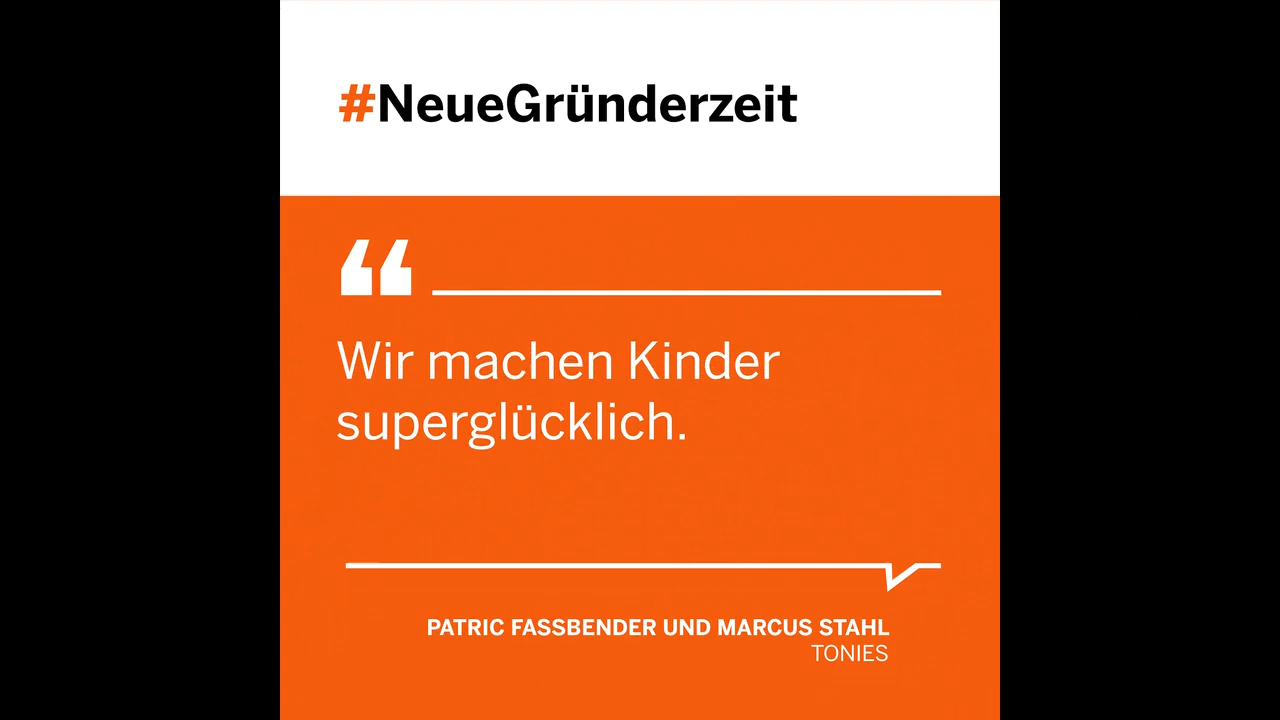 #NeueGründerzeit
“
Wir machen Kinder
superglücklich.
PATRIC FASSBENDER UND MARCUS STAHL
TONIES